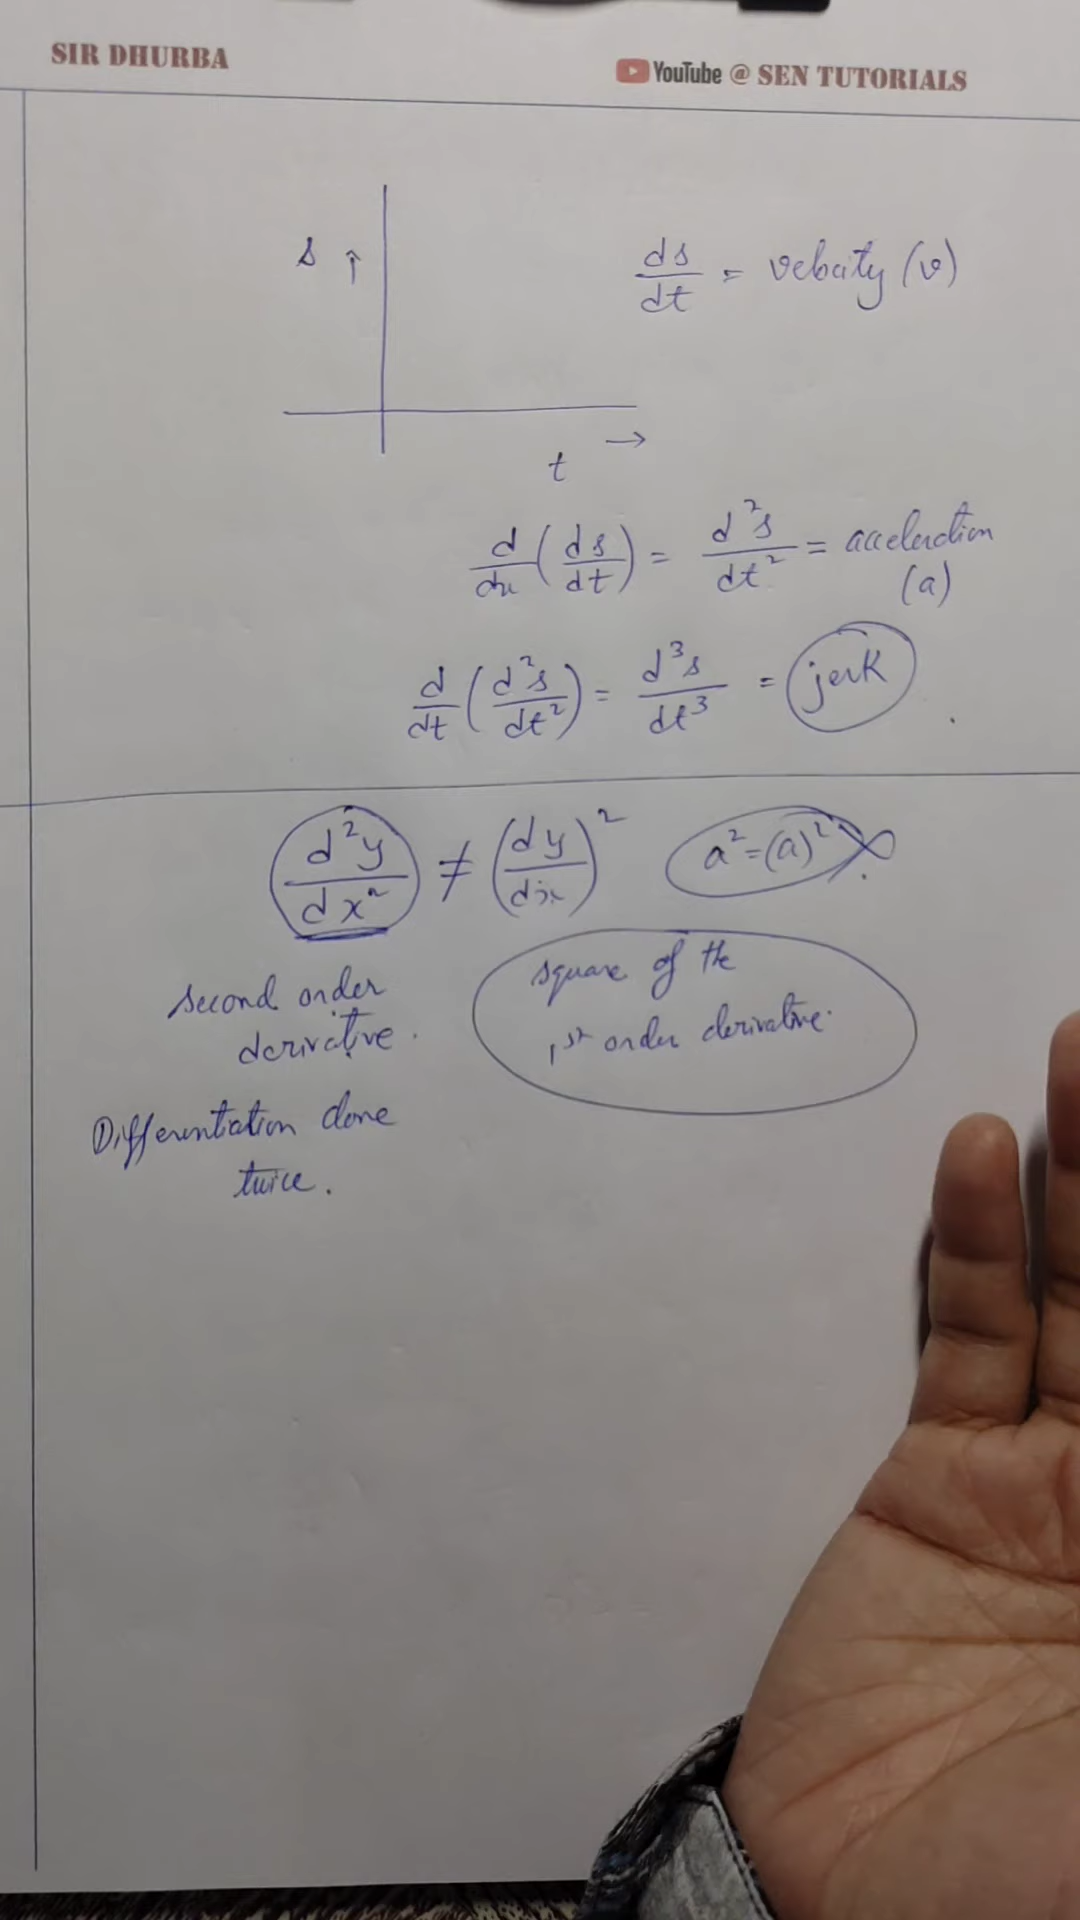 SIR DHURBA
YouTube @ SEN TUTORIALS
s ↑
ds/dt = velocity (v)
t →
d/dx (ds/dt) = d²s/dt² = acceleration
(a)
d/dt (d²s/dt²) = d³s/dt³ = jerk
d²y/dx² ≠ (dy/dx)² a² = (a)²
second order
derivative.
square of the
1st order derivative.
Differentiation done
twice.